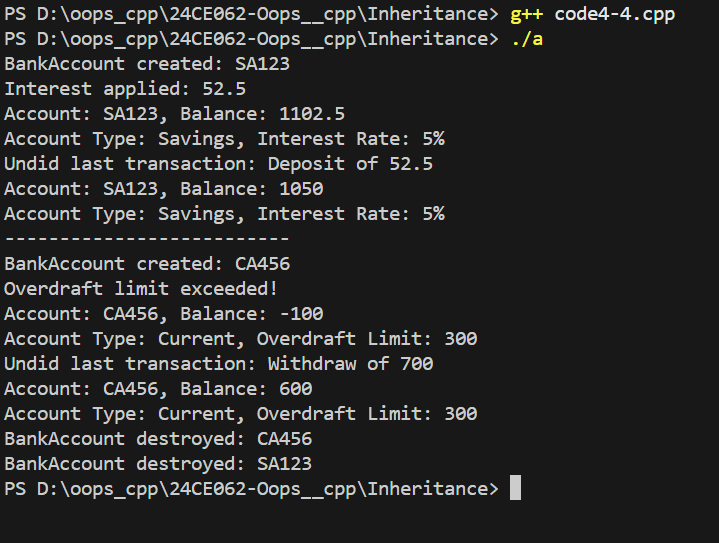 PS D:\oops_cpp\24CE062-Oops__cpp\Inheritance> g++ code4-4.cpp
PS D:\oops_cpp\24CE062-Oops__cpp\Inheritance> ./a
BankAccount created: SA123
Interest applied: 52.5
Account: SA123, Balance: 1102.5
Account Type: Savings, Interest Rate: 5%
Undid last transaction: Deposit of 52.5
Account: SA123, Balance: 1050
Account Type: Savings, Interest Rate: 5%
--------------------------
BankAccount created: CA456
Overdraft limit exceeded!
Account: CA456, Balance: -100
Account Type: Current, Overdraft Limit: 300
Undid last transaction: Withdraw of 700
Account: CA456, Balance: 600
Account Type: Current, Overdraft Limit: 300
BankAccount destroyed: CA456
BankAccount destroyed: SA123
PS D:\oops_cpp\24CE062-Oops__cpp\Inheritance>